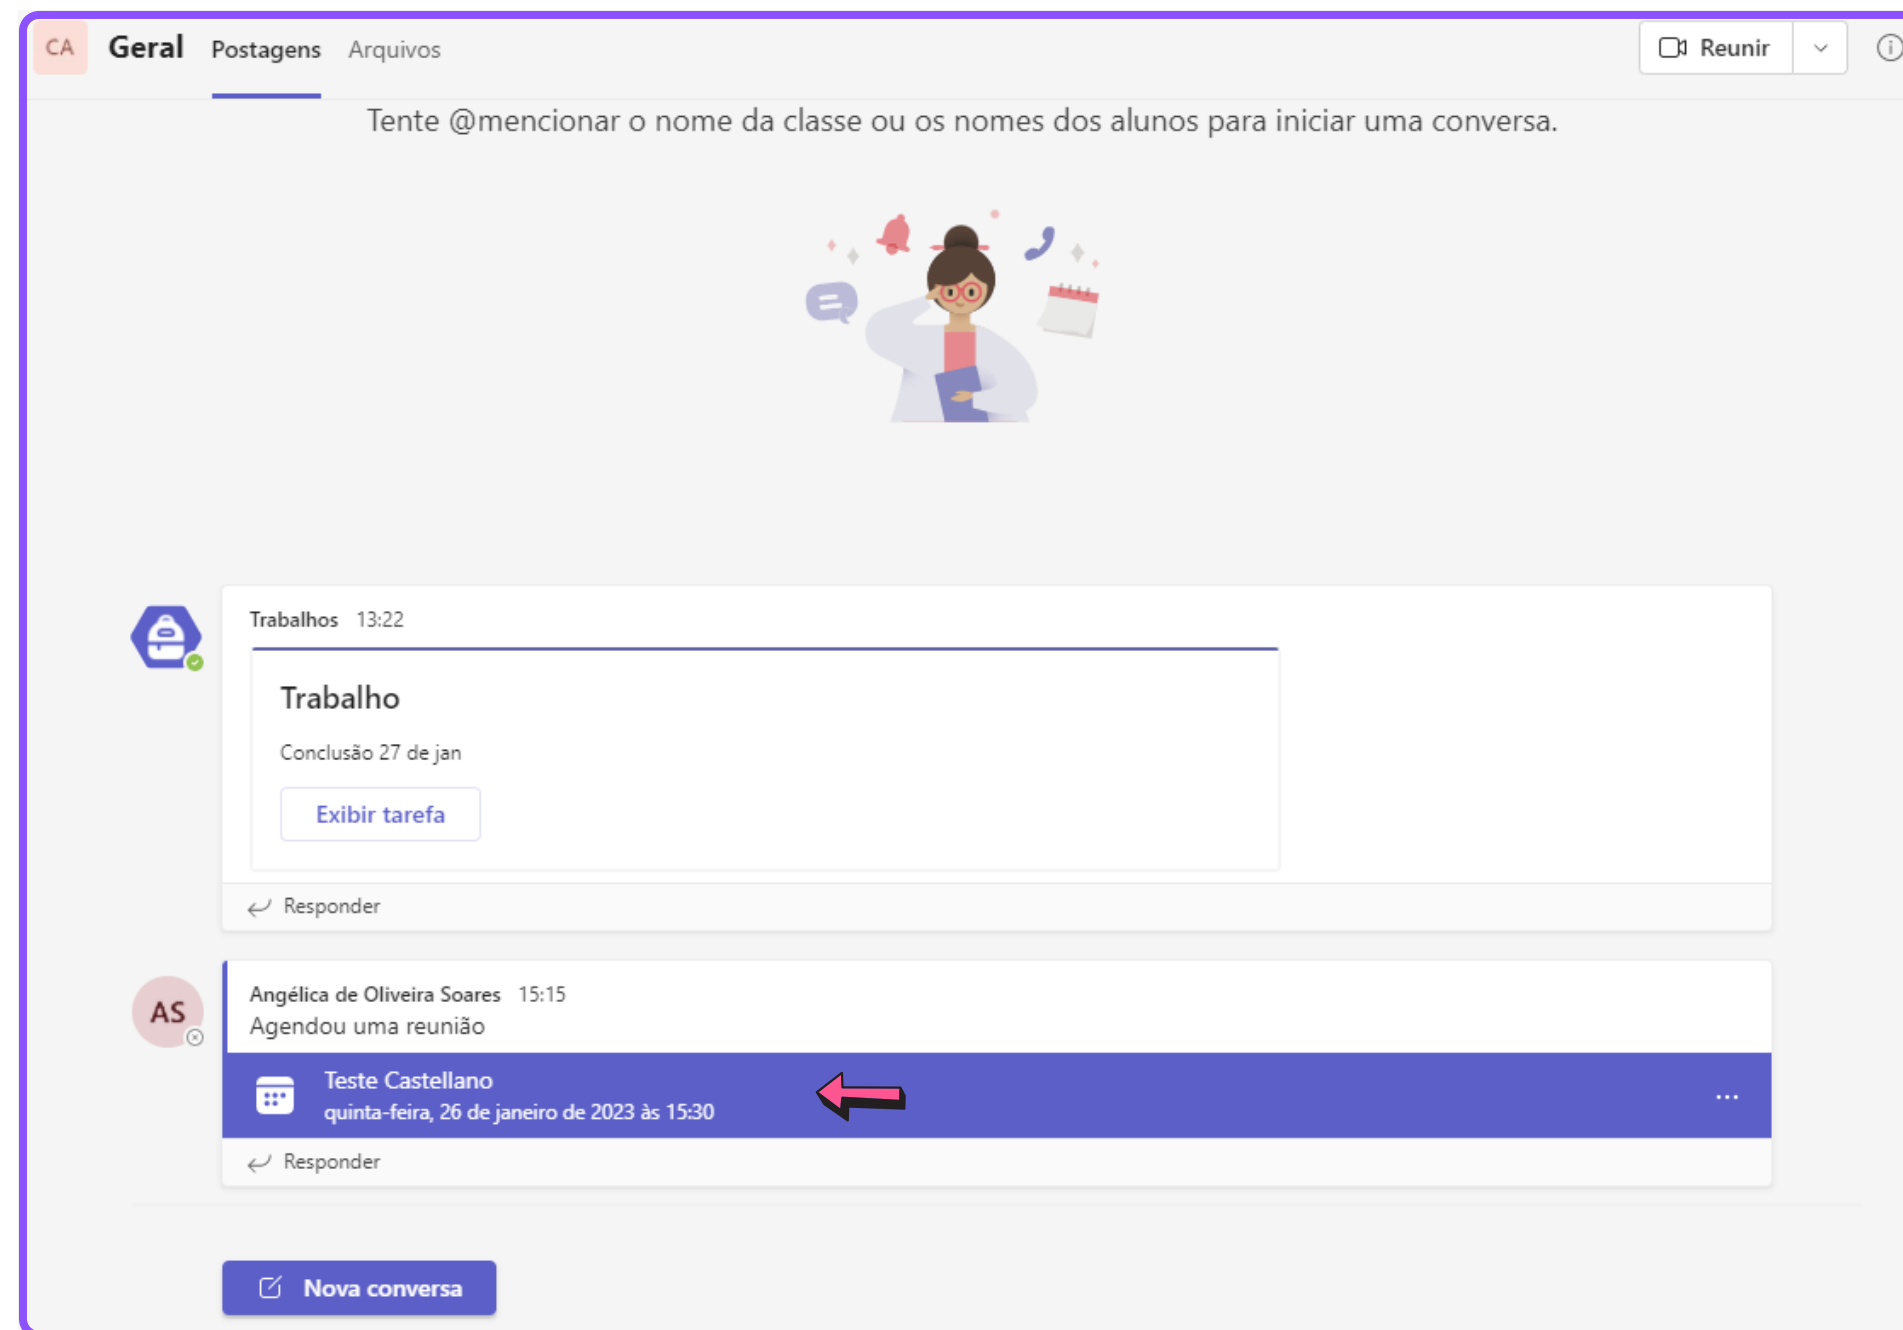 CA Geral Postagens Arquivos Reunir
Tente @mencionar o nome da classe ou os nomes dos alunos para iniciar uma conversa.
Trabalhos 13:22
Trabalho
Conclusão 27 de jan
Exibir tarefa
Responder
AS
Angélica de Oliveira Soares 15:15
Agendou uma reunião
Teste Castellano
quinta-feira, 26 de janeiro de 2023 às 15:30
Responder
Nova conversa